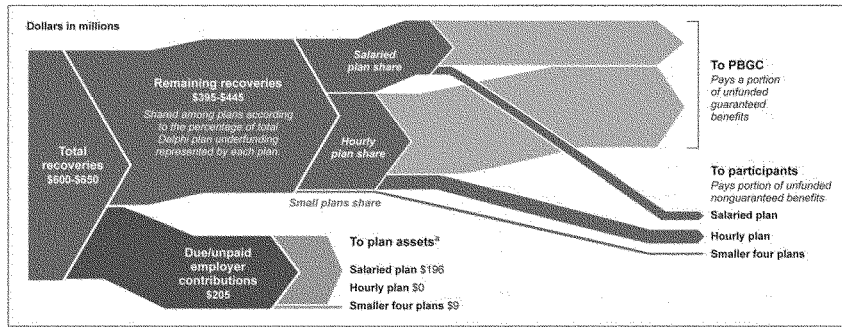 Dollars in millions
Total
recoveries
$600-$650
Remaining recoveries
$395-$445
Shared among plans according
to the percentage of total
Delphi plan underfunding
represented by each plan.
Salaried
plan share
Hourly
plan share
Small plans share
Due/unpaid
employer
contributions
$205
To plan assetsª
Salaried plan $196
Hourly plan $0
Smaller four plans $9
To PBGC
Pays a portion
of unfunded
guaranteed
benefits
To participants
Pays portion of unfunded
nonguaranteed benefits
Salaried plan
Hourly plan
Smaller four plans